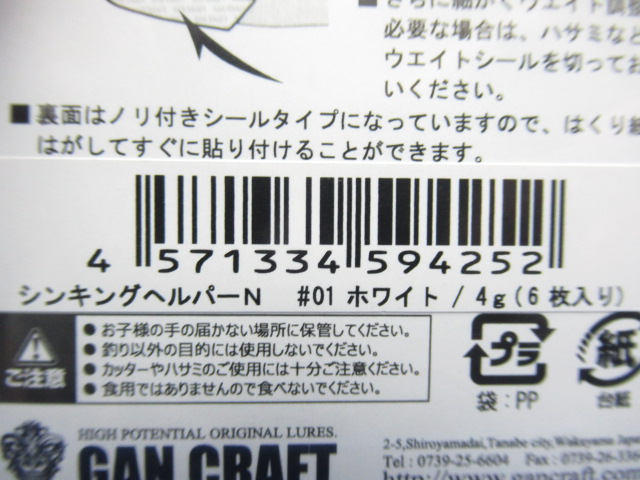 ■さらに細かくウエイト調整
必要な場合は、ハサミなど
ウエイトシールを切ってお
いください。
■裏面はノリ付きシールタイプになっていますので、はくり紙
はがしてすぐに貼り付けることができます。
4 571334 594252
シンキングヘルパーN #01 ホワイト / 4g(6枚入り)
ご注意
●お子様の手の届かない場所に保管してください。
●釣り以外の目的には使用しないでください。
●カッターやハサミのご使用には十分ご注意ください。
●食用ではありませんので食べないでください。
プラ
袋:PP
紙
台紙
HIGH POTENTIAL ORIGINAL LURES.
GAN CRAFT
2-5,Shiroyamadai,Tanabe-city,Wakayama Japa
Tel : 0739-25-6604 Fax : 0739-26-336
http://www.gancraft.com